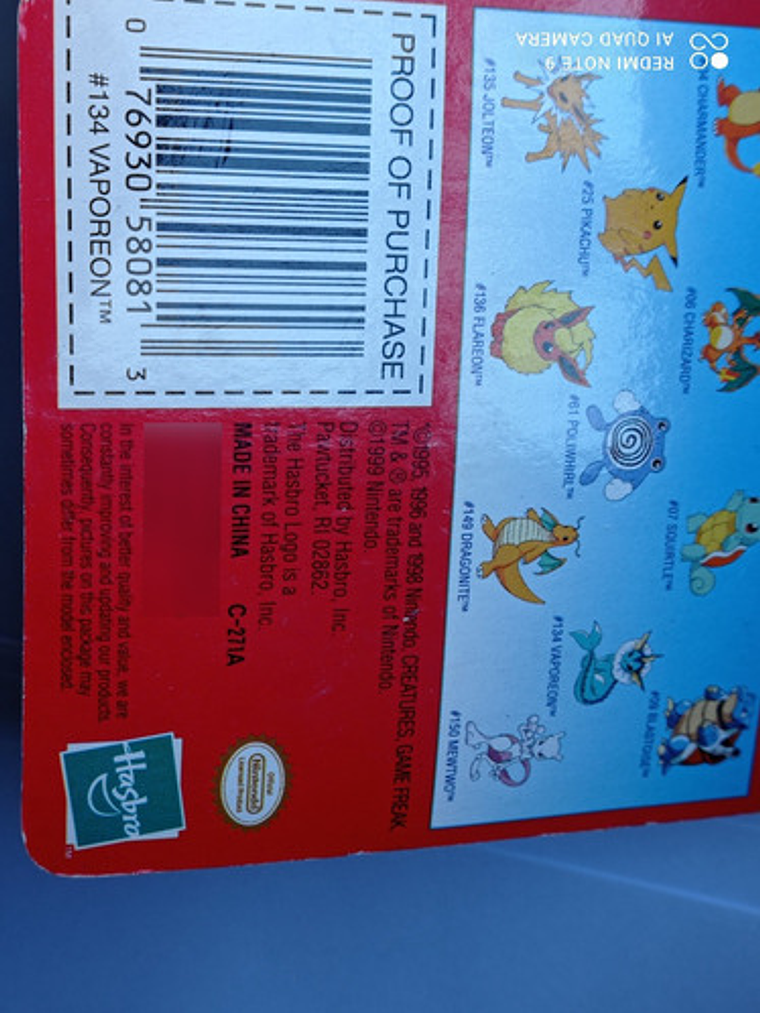 REDMI NOTE 9
AI QUAD CAMERA
PROOF OF PURCHASE
0 76930 58081 3
#134 VAPOREON™
CHARMANDER™
#135 JOLTEON™
#25 PIKACHU™
#06 CHARIZARD™
#136 FLAREON™
#61 POLIWHIRL™
#07 SQUIRTLE™
#149 DRAGONITE™
#134 VAPOREON™
#09 BLASTOISE™
#150 MEWTWO™
©1995, 1996 and 1998 Nintendo, CREATURES, GAME FREAK.
TM & ® are trademarks of Nintendo.
©1999 Nintendo.
Distributed by Hasbro, Inc.
Pawtucket, RI 02862.
The Hasbro Logo is a
trademark of Hasbro, Inc.
MADE IN CHINA C-271A
In the interest of better quality and value, we are
constantly improving and updating our products.
Consequently, pictures on this package may
sometimes differ from the model enclosed.
Official
Nintendo
Licensed Product
Hasbro
TM